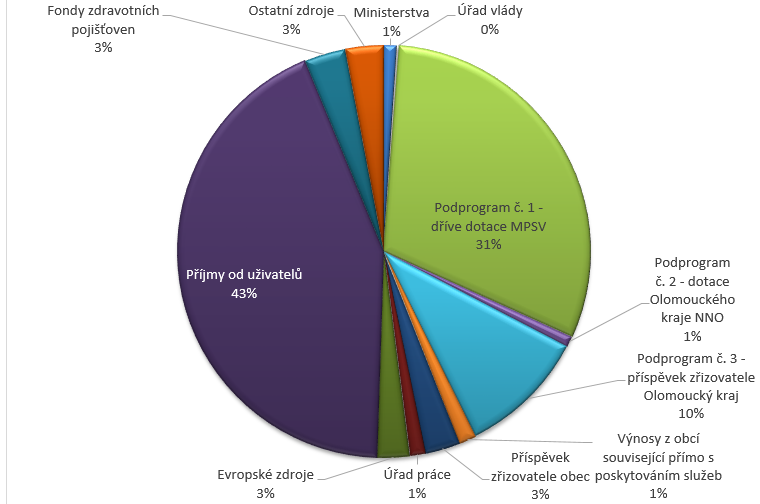 Fondy zdravotních
pojišťoven
3%
Ostatní zdroje
3%
Ministerstva
1%
Úřad vlády
0%
Podprogram č. 1 -
dříve dotace MPSV
31%
Podprogram
č. 2 - dotace
Olomouckého
kraje NNO
1%
Podprogram č. 3 -
příspěvek zřizovatele
Olomoucký kraj
10%
Výnosy z obcí
související přímo s
poskytováním služeb
1%
Příspěvek
zřizovatele obec
3%
Úřad práce
1%
Evropské zdroje
3%
Příjmy od uživatelů
43%